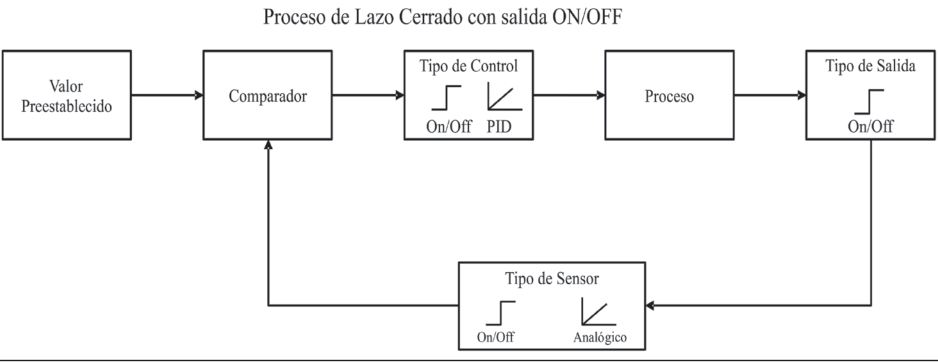 Proceso de Lazo Cerrado con salida ON/OFF
Valor
Preestablecido
Comparador
Tipo de Control
On/Off PID
Proceso
Tipo de Salida
On/Off
Tipo de Sensor
On/Off Analógico